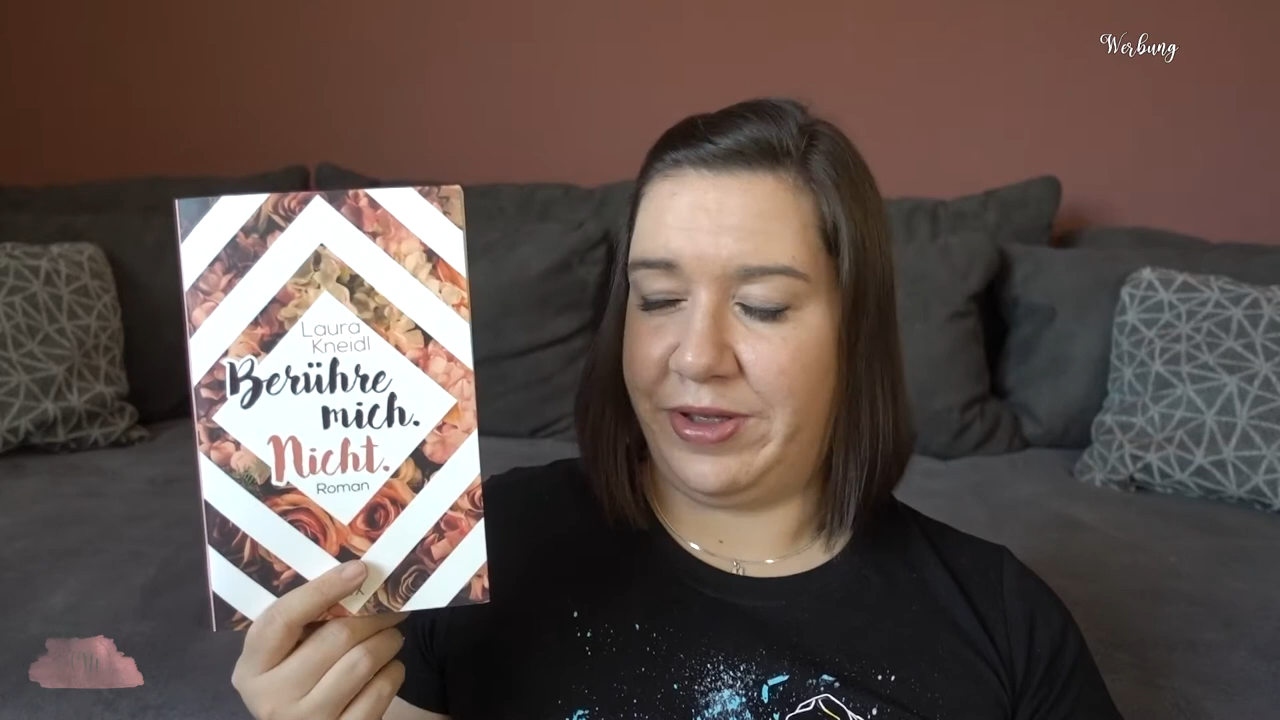 Werbung
Laura
Kneidl
Berühre
mich.
Nicht.
Roman